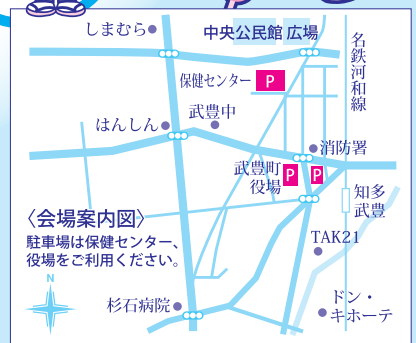 しまむら
中央公民館 広場
名鉄河和線
保健センター
P
はんしん
武豊中
消防署
武豊町
役場
P
P
知多
武豊
〈会場案内図〉
駐車場は保健センター、
役場をご利用ください。
TAK21
N
杉石病院
ドン・
キホーテ